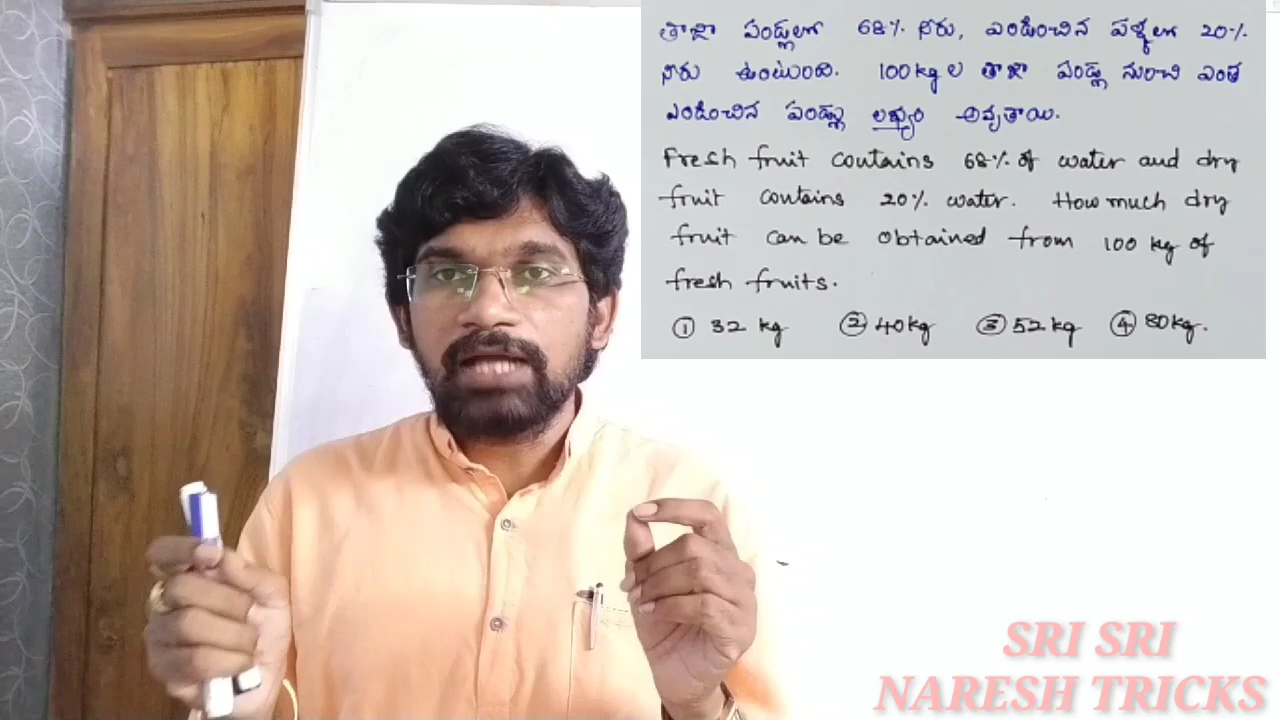 తాజా పండ్లలో 68% నీరు, ఎండించిన పళ్ళలో 20%
నీరు ఉంటుంది. 100kg ల తాజా పండ్ల నుంచి ఎంత
ఎండించిన పండ్లు లభ్యం అవుతాయి.
Fresh fruit contains 68% of water and dry
fruit contains 20% water. How much dry
fruit can be obtained from 100 kg of
fresh fruits.
① 32 kg ② 40kg ③ 52 kg ④ 80kg.
SRI SRI
NARESH TRICKS